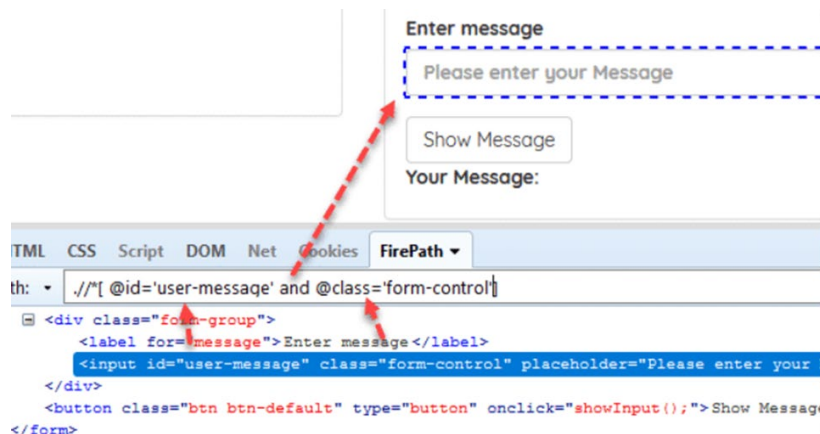 Enter message
Please enter your Message
Show Message
Your Message:
TML CSS Script DOM Net Cookies FirePath
th: .//*[ @id='user-message' and @class='form-control']
<div class="form-group">
<label for="message">Enter message</label>
<input id="user-message" class="form-control" placeholder="Please enter your
</div>
<button class="btn btn-default" type="button" onclick="showInput();">Show Message
</form>